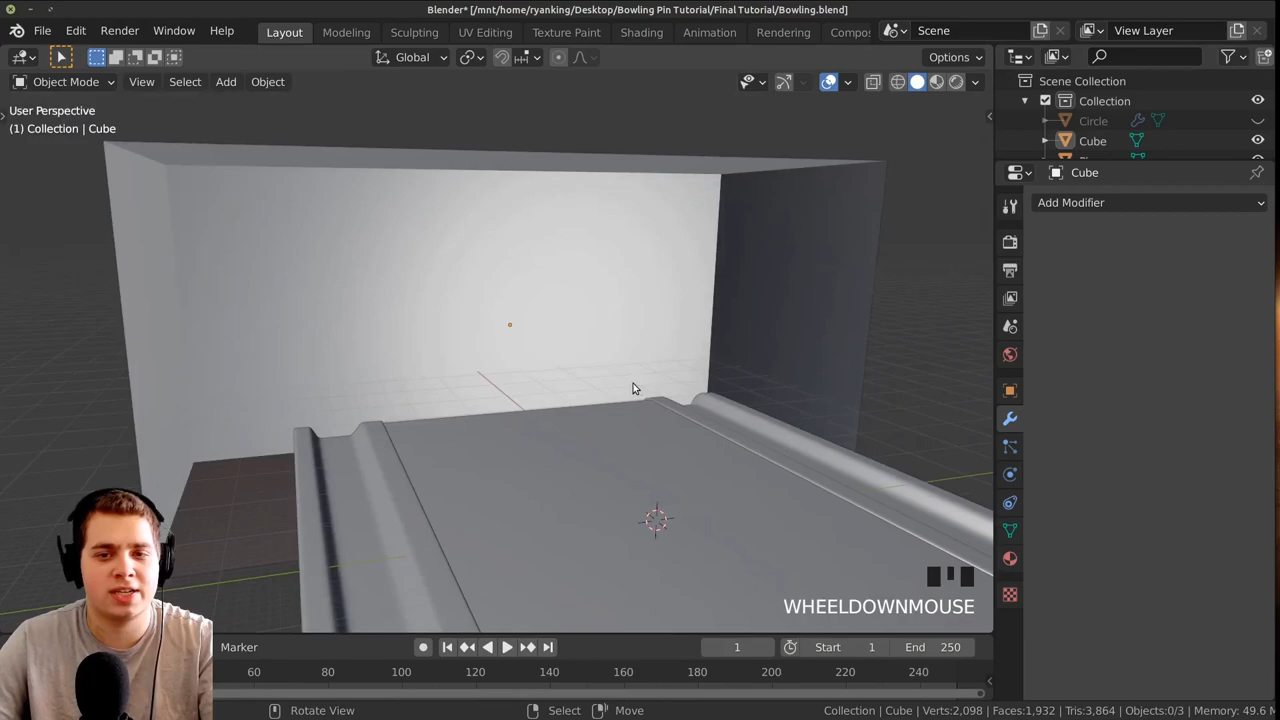 Blender* [/mnt/home/ryanking/Desktop/Bowling Pin Tutorial/Final Tutorial/Bowling.blend]
File Edit Render Window Help Layout Modeling Sculpting UV Editing Texture Paint Shading Animation Rendering Compos Scene View Layer
Global Options
Object Mode View Select Add Object
User Perspective
(1) Collection | Cube
Scene Collection
Collection
Circle
Cube
Cube
Add Modifier
WHEELDOWNMOUSE
Marker 1 Start 1 End 250
60 80 100 120 140 160 180 200 220 240
Rotate View Select Move Collection | Cube | Verts:2,098 | Faces:1,932 | Tris:3,864 | Objects:0/3 | Memory: 49.6 M